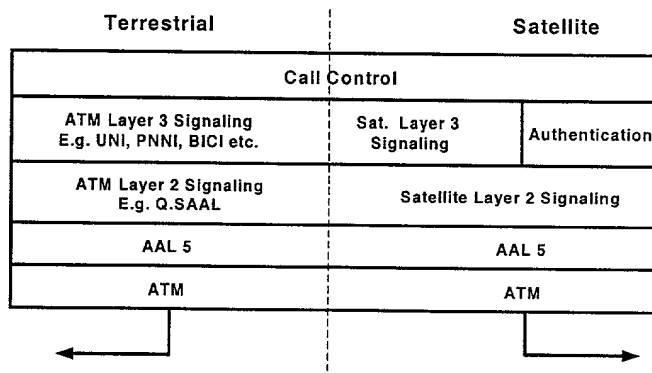 Terrestrial Satellite
Call Control
ATM Layer 3 Signaling
E.g. UNI, PNNI, BICI etc.
Sat. Layer 3
Signaling
Authentication
ATM Layer 2 Signaling
E.g. Q.SAAL
Satellite Layer 2 Signaling
AAL 5 AAL 5
ATM ATM